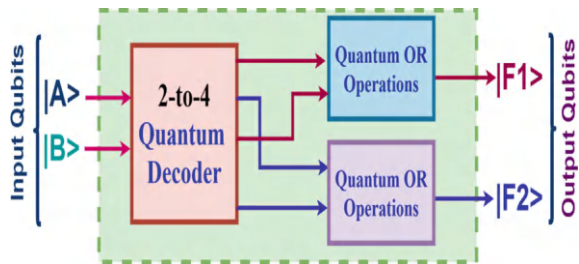 Input Qubits
|A>
|B>
2-to-4
Quantum
Decoder
Quantum OR
Operations
Quantum OR
Operations
|F1>
|F2>
Output Qubits